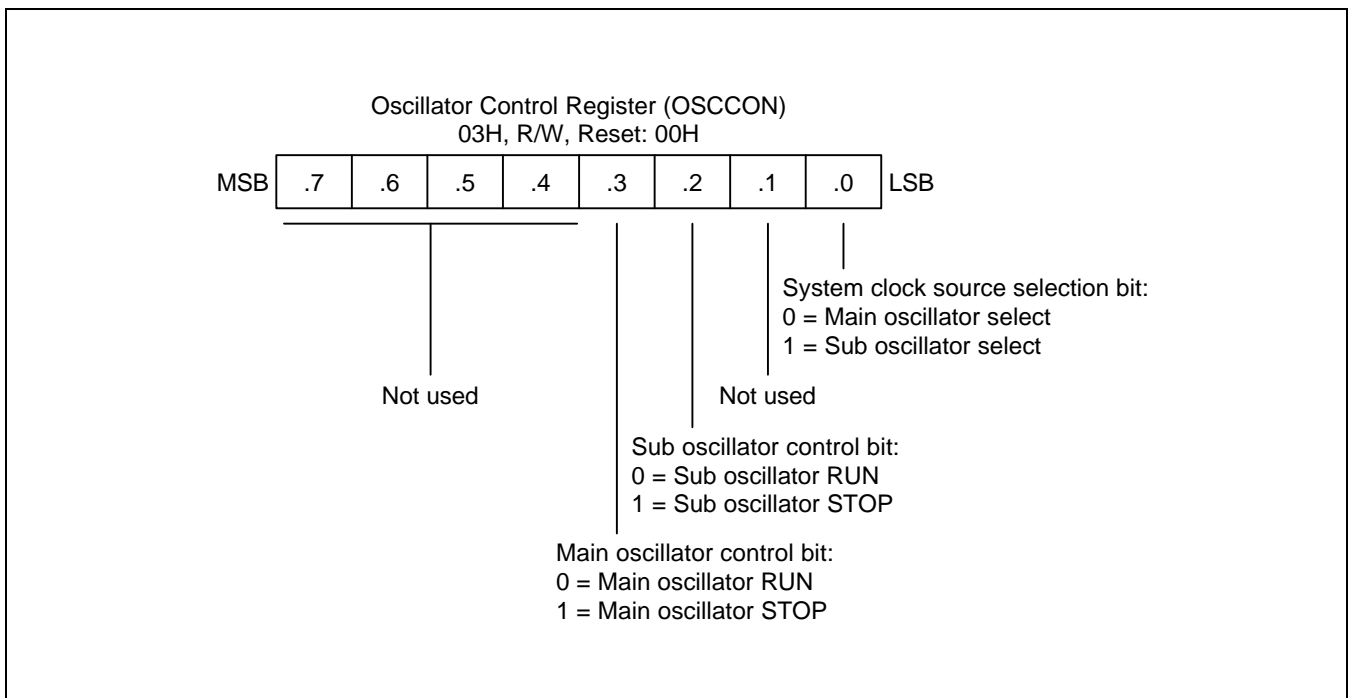 Oscillator Control Register (OSCCON)
03H, R/W, Reset: 00H
MSB .7 .6 .5 .4 .3 .2 .1 .0 LSB
System clock source selection bit:
0 = Main oscillator select
1 = Sub oscillator select
Not used Not used
Sub oscillator control bit:
0 = Sub oscillator RUN
1 = Sub oscillator STOP
Main oscillator control bit:
0 = Main oscillator RUN
1 = Main oscillator STOP